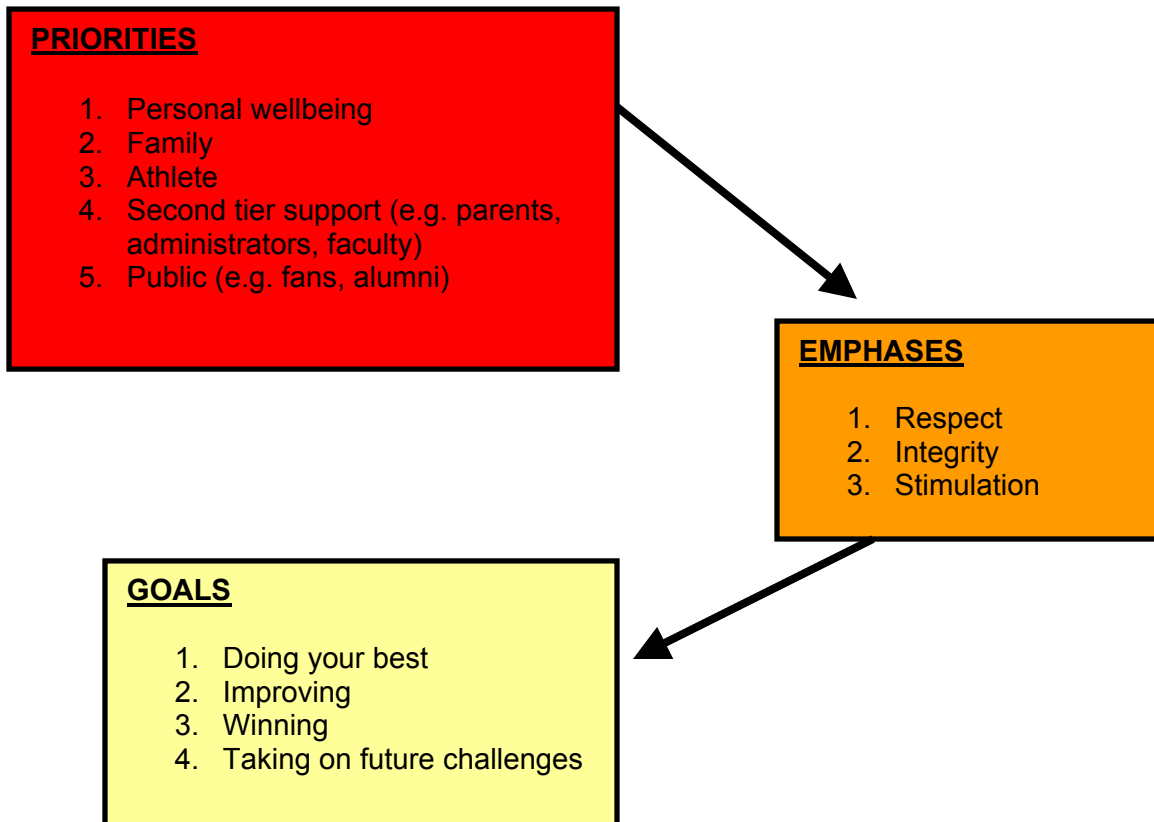 PRIORITIES
1. Personal wellbeing
2. Family
3. Athlete
4. Second tier support (e.g. parents,
administrators, faculty)
5. Public (e.g. fans, alumni)
EMPHASES
1. Respect
2. Integrity
3. Stimulation
GOALS
1. Doing your best
2. Improving
3. Winning
4. Taking on future challenges